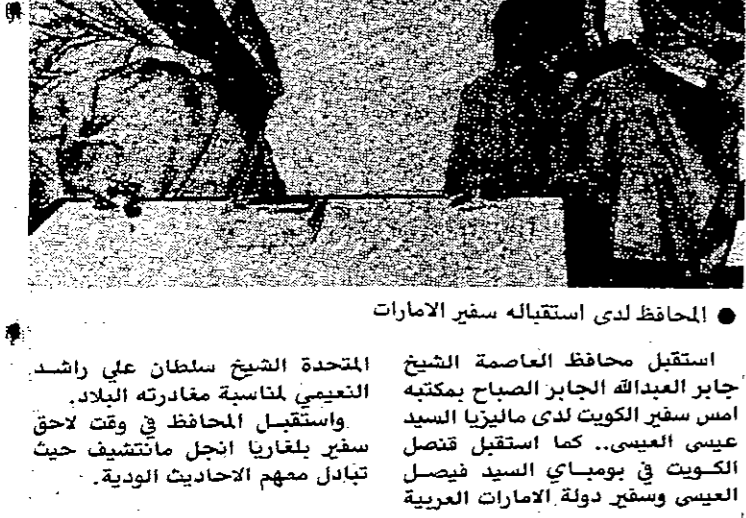 ● المحافظ لدى استقباله سفير الامارات
استقبل محافظ العاصمة الشيخ
جابر العبدالله الجابر الصباح بمكتبه
امس سفير الكويت لدى ماليزيا السيد
عيسى العيسى.. كما استقبل قنصل
الكويت في بومباي السيد فيصل
العيسى وسفير دولة الامارات العربية
المتحدة الشيخ سلطان علي راشد
النعيمي لمناسبة مغادرته البلاد.
واستقبل المحافظ في وقت لاحق
سفير بلغاريا انجل مانتشيف حيث
تبادل معهم الاحاديث الودية.